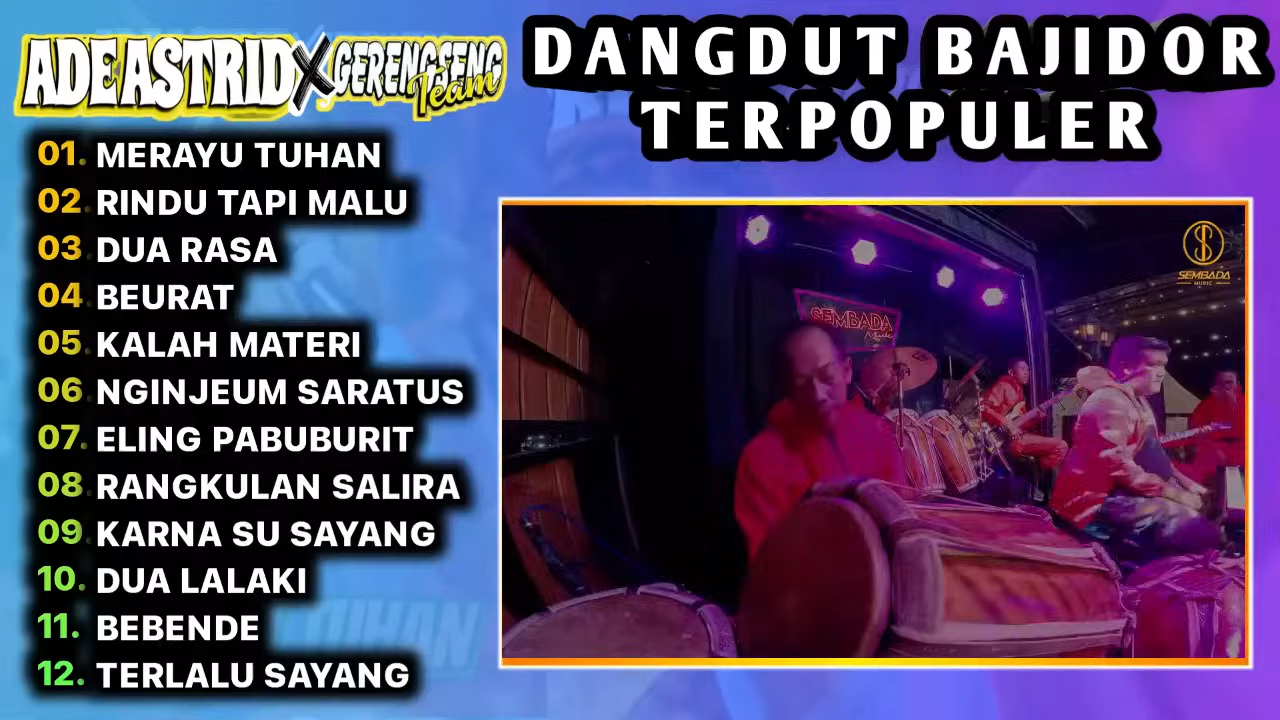 ADE ASTRID X GERENGSENG Team
DANGDUT BAJIDOR
TERPOPULER
01. MERAYU TUHAN
02. RINDU TAPI MALU
03. DUA RASA
04. BEURAT
05. KALAH MATERI
06. NGINJEUM SARATUS
07. ELING PABUBURIT
08. RANGKULAN SALIRA
09. KARNA SU SAYANG
10. DUA LALAKI
11. BEBENDE
12. TERLALU SAYANG
SEMBADA
MUSIC
SEMBADA
Music
TUHAN